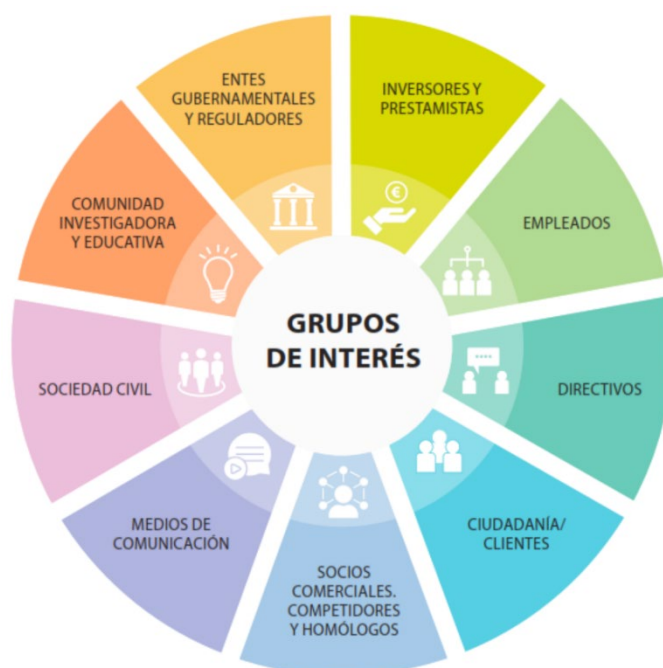 GRUPOS
DE INTERÉS
INVERSORES Y
PRESTAMISTAS
EMPLEADOS
DIRECTIVOS
CIUDADANÍA/
CLIENTES
SOCIOS
COMERCIALES.
COMPETIDORES
Y HOMÓLOGOS
MEDIOS DE
COMUNICACIÓN
SOCIEDAD CIVIL
COMUNIDAD
INVESTIGADORA
Y EDUCATIVA
ENTES
GUBERNAMENTALES
Y REGULADORES
€